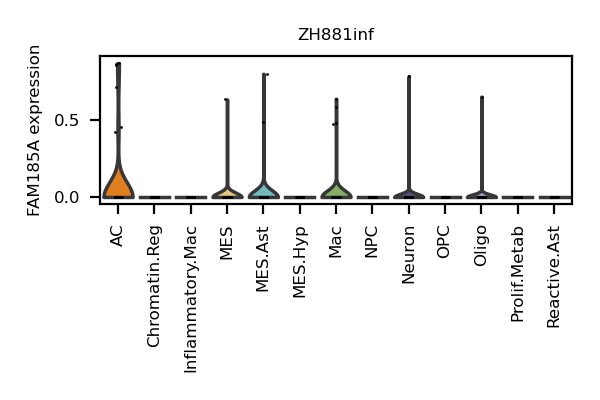 ZH881inf
FAM185A expression
0.5
0.0
AC
Chromatin.Reg
Inflammatory.Mac
MES
MES.Ast
MES.Hyp
Mac
NPC
Neuron
OPC
Oligo
Prolif.Metab
Reactive.Ast